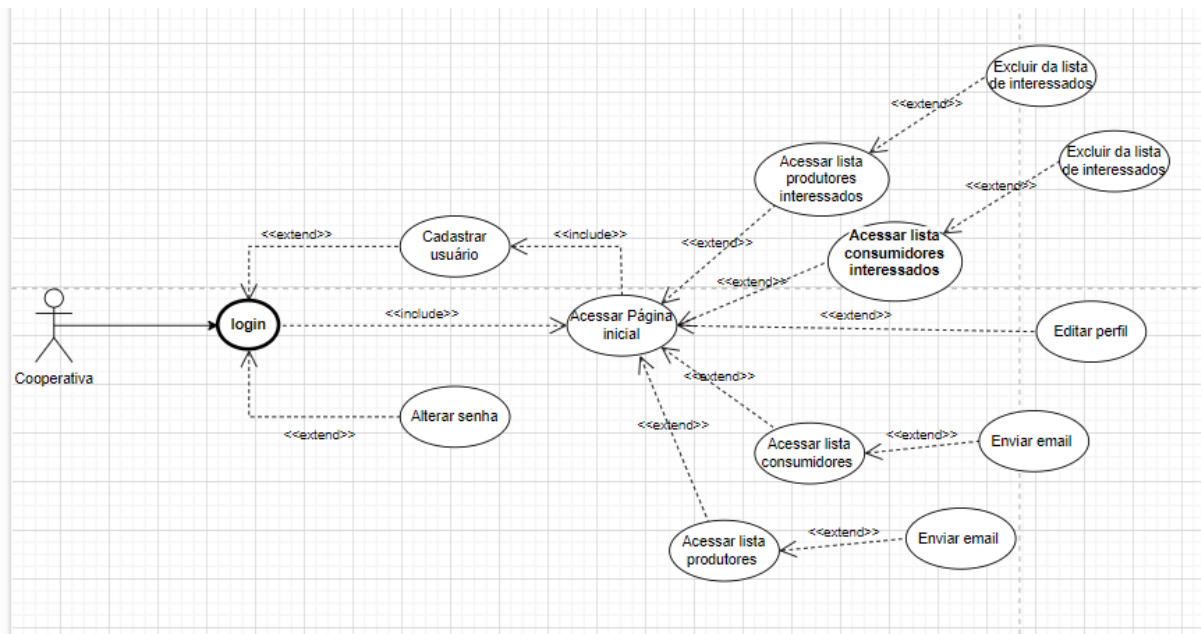 Excluir da lista
de interessados
<<extend>>
Excluir da lista
de interessados
Acessar lista
produtores
interessados
<<extend>>
Acessar lista
consumidores
interessados
<<extend>>
Cadastrar
usuário
<<include>>
<<extend>>
<<extend>>
Cooperativa
login
<<include>>
Acessar Página
inicial
<<extend>>
Editar perfil
<<extend>>
Alterar senha
<<extend>>
<<extend>>
Acessar lista
consumidores
<<extend>>
Enviar email
Acessar lista
produtores
<<extend>>
Enviar email